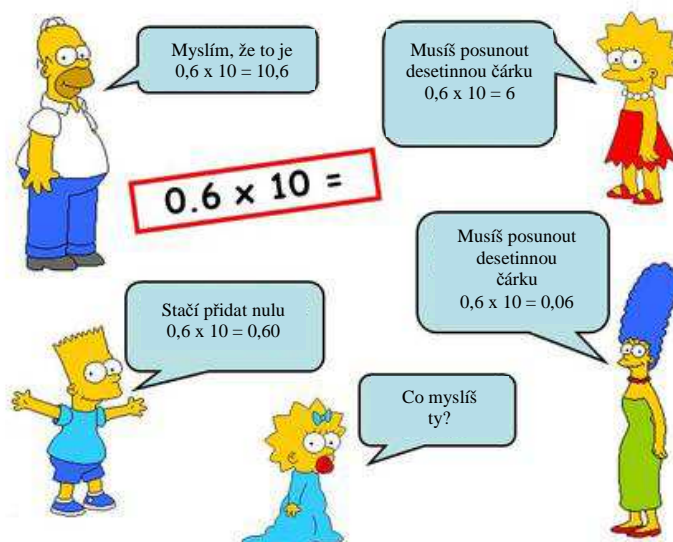 Myslím, že to je
0,6 x 10 = 10,6
Musíš posunout
desetinnou čárku
0,6 x 10 = 6
0.6 x 10 =
Musíš posunout
desetinnou
čárku
0,6 x 10 = 0,06
Stačí přidat nulu
0,6 x 10 = 0,60
Co myslíš
ty?